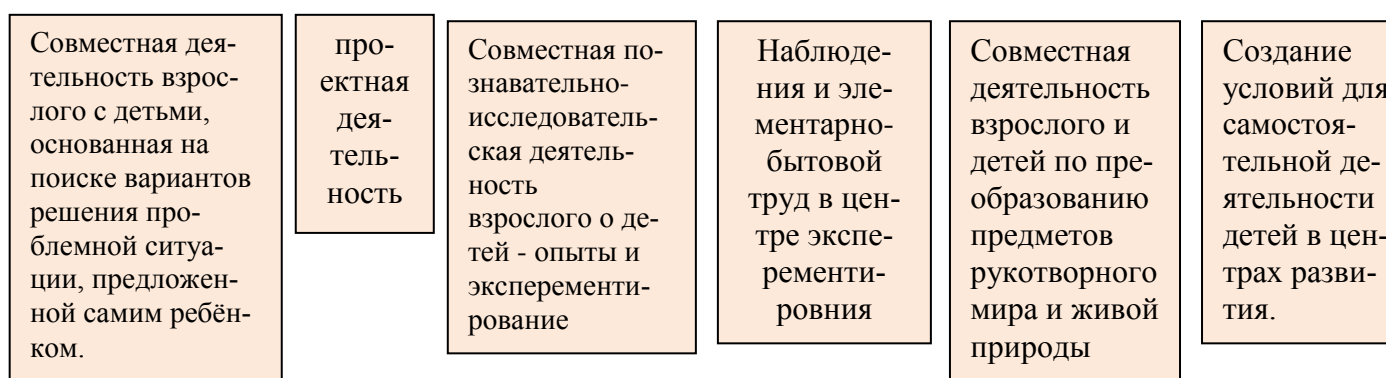 Совместная дея-
тельность взрос-
лого с детьми,
основанная на
поиске вариантов
решения про-
блемной ситуа-
ции, предложен-
ной самим ребён-
ком.
про-
ектная
дея-
тель-
ность
Совместная по-
знавательно-
исследователь-
ская деятель-
ность
взрослого о де-
тей - опыты и
эксперементи-
рование
Наблюде-
ния и эле-
ментарно-
бытовой
труд в цен-
тре экспе-
ременти-
ровния
Совместная
деятельность
взрослого и
детей по пре-
образованию
предметов
рукотворного
мира и живой
природы
Создание
условий для
самостоя-
тельной де-
ятельности
детей в цен-
трах разви-
тия.